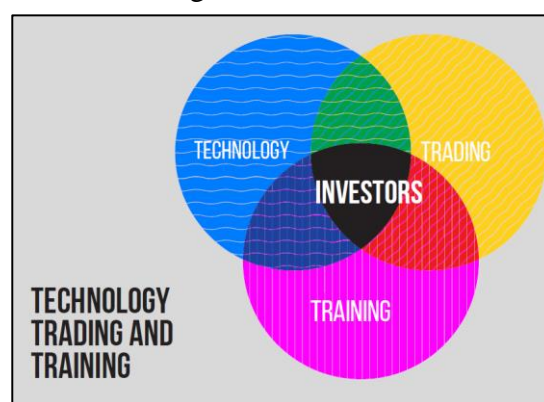 TECHNOLOGY
TRADING
INVESTORS
TRAINING
TECHNOLOGY
TRADING AND
TRAINING